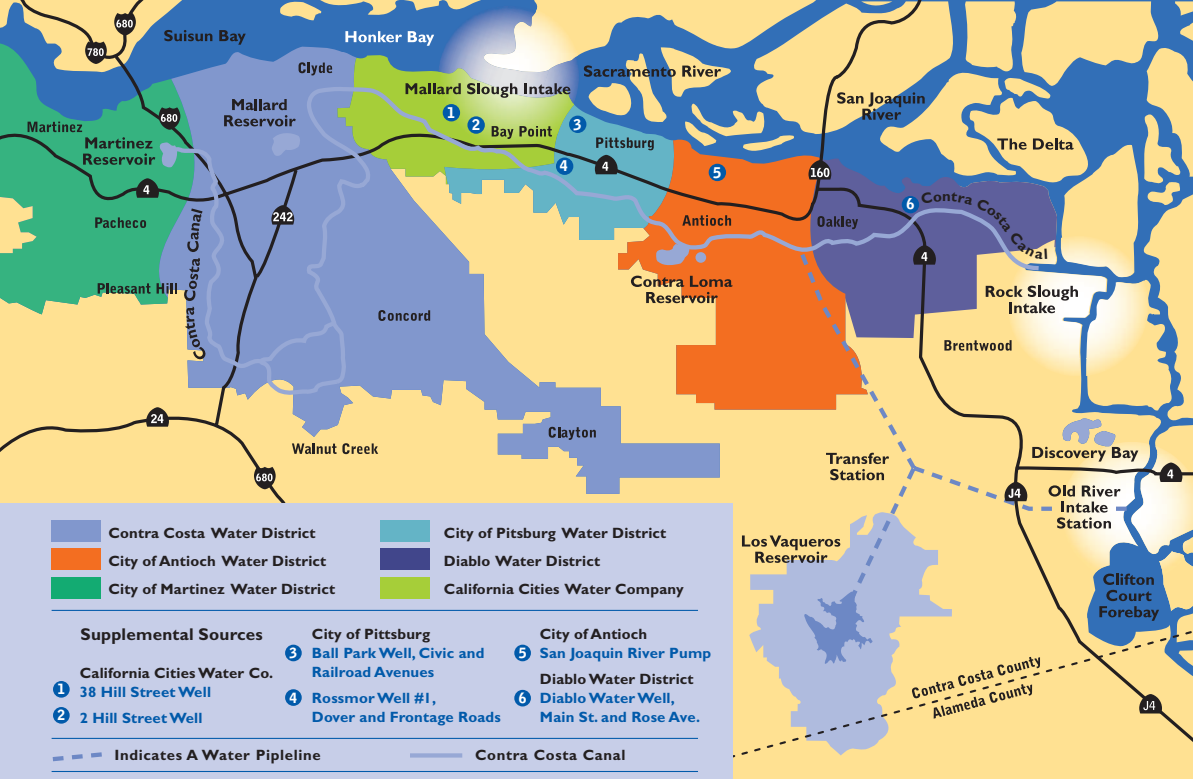 680
780
Suisun Bay
Honker Bay
Clyde
Sacramento River
Mallard Slough Intake
San Joaquin
River
Mallard
Reservoir
680
1
2
Bay Point
3
Pittsburg
The Delta
Martinez
Martinez
Reservoir
4
4
4
5
160
6
Contra Costa Canal
Pacheco
242
Antioch
Oakley
4
Contra Costa Canal
Pleasant Hill
Contra Loma
Reservoir
Rock Slough
Intake
Concord
Brentwood
24
Walnut Creek
Clayton
680
Transfer
Station
Discovery Bay
4
J4
Old River
Intake
Station
Los Vaqueros
Reservoir
Clifton
Court
Forebay
Contra Costa County
Alameda County
J4
Contra Costa Water District
City of Antioch Water District
City of Martinez Water District
City of Pitsburg Water District
Diablo Water District
California Cities Water Company
Supplemental Sources
California Cities Water Co.
1 38 Hill Street Well
2 2 Hill Street Well
City of Pittsburg
3 Ball Park Well, Civic and
Railroad Avenues
4 Rossmor Well #1,
Dover and Frontage Roads
City of Antioch
5 San Joaquin River Pump
Diablo Water District
6 Diablo Water Well,
Main St. and Rose Ave.
Indicates A Water Pipleline
Contra Costa Canal